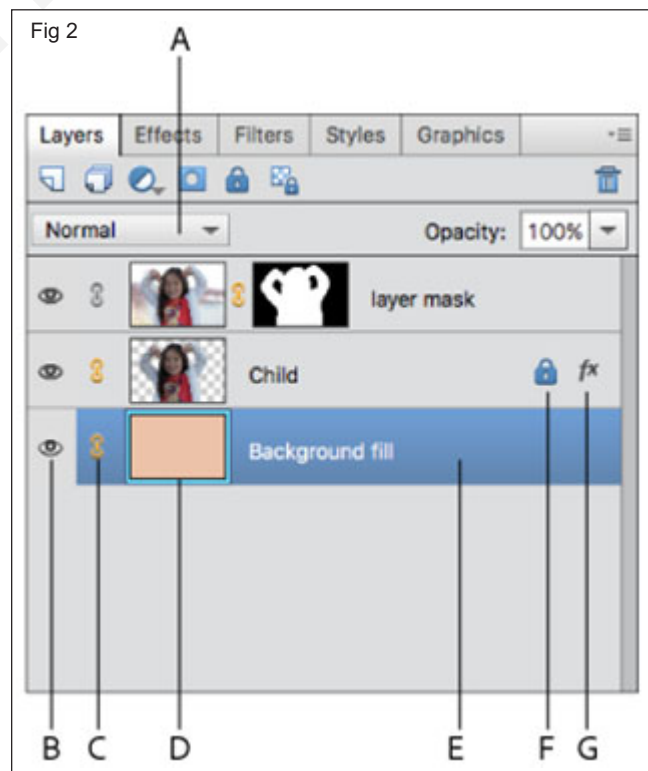 Fig 2
A
Layers Effects Filters Styles Graphics
Normal Opacity: 100%
layer mask
Child fx
Background fill
B C D E F G